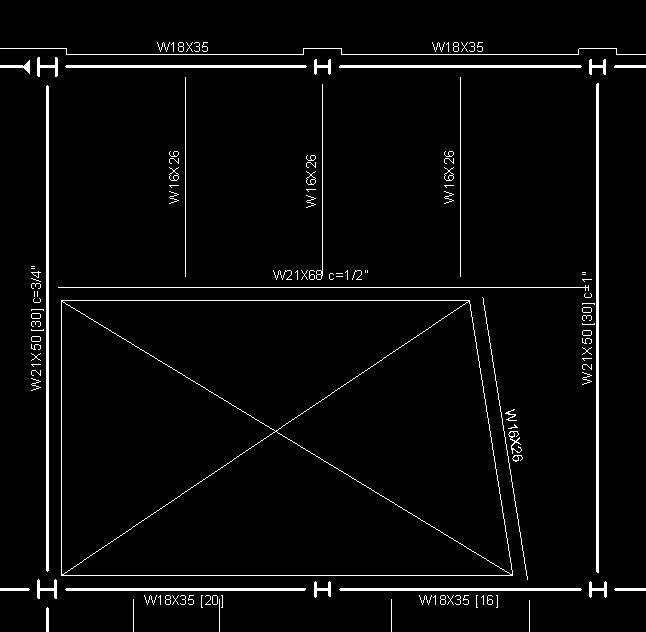 W18X35
W18X35
W16X26
W16X26
W16X26
W21X68 c=1/2"
W21X50 [30] c=3/4"
W21X50 [30] c=1"
W16X26
W18X35 [20]
W18X35 [16]